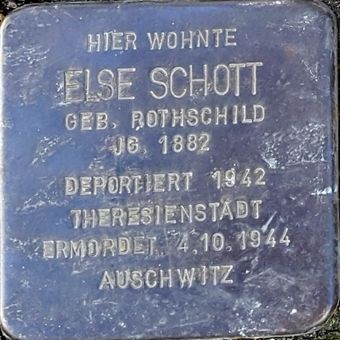 HIER WOHNTE
ELSE SCHOTT
GEB. ROTHSCHILD
JG. 1882
DEPORTIERT 1942
THERESIENSTADT
ERMORDET 4.10.1944
AUSCHWITZ